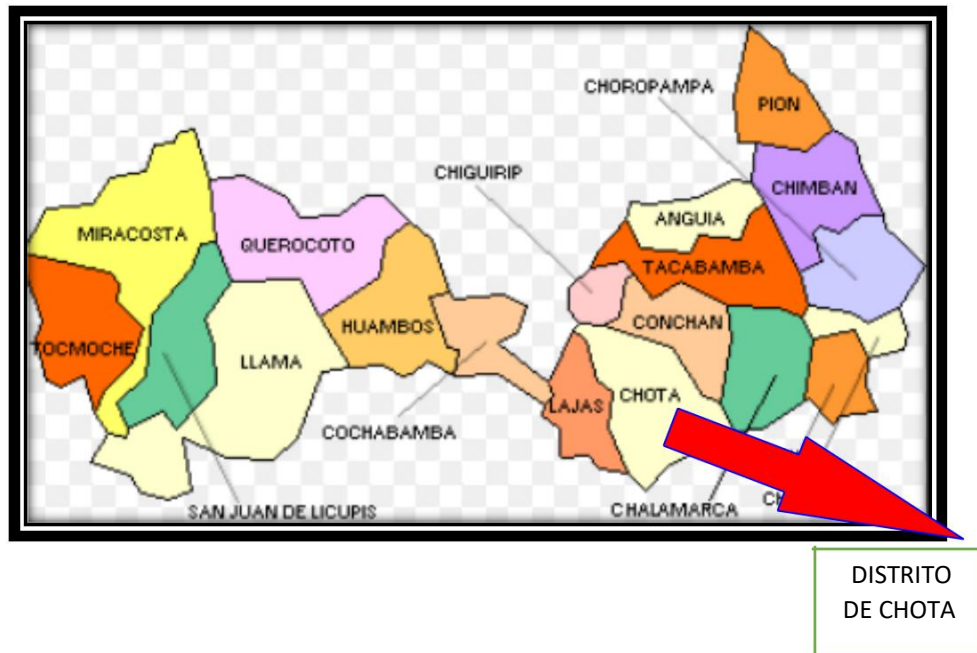 CHOROPAMPA
PION
CHIGUIRIP
CHIMBAN
ANGUIA
MIRACOSTA
QUEROCOTO
TACABAMBA
HUAMBOS
CONCHAN
TOCMOCHE
LLAMA
CHOTA
LAJAS
COCHABAMBA
SAN JUAN DE LICUPIS
CHALAMARCA
DISTRITO
DE CHOTA